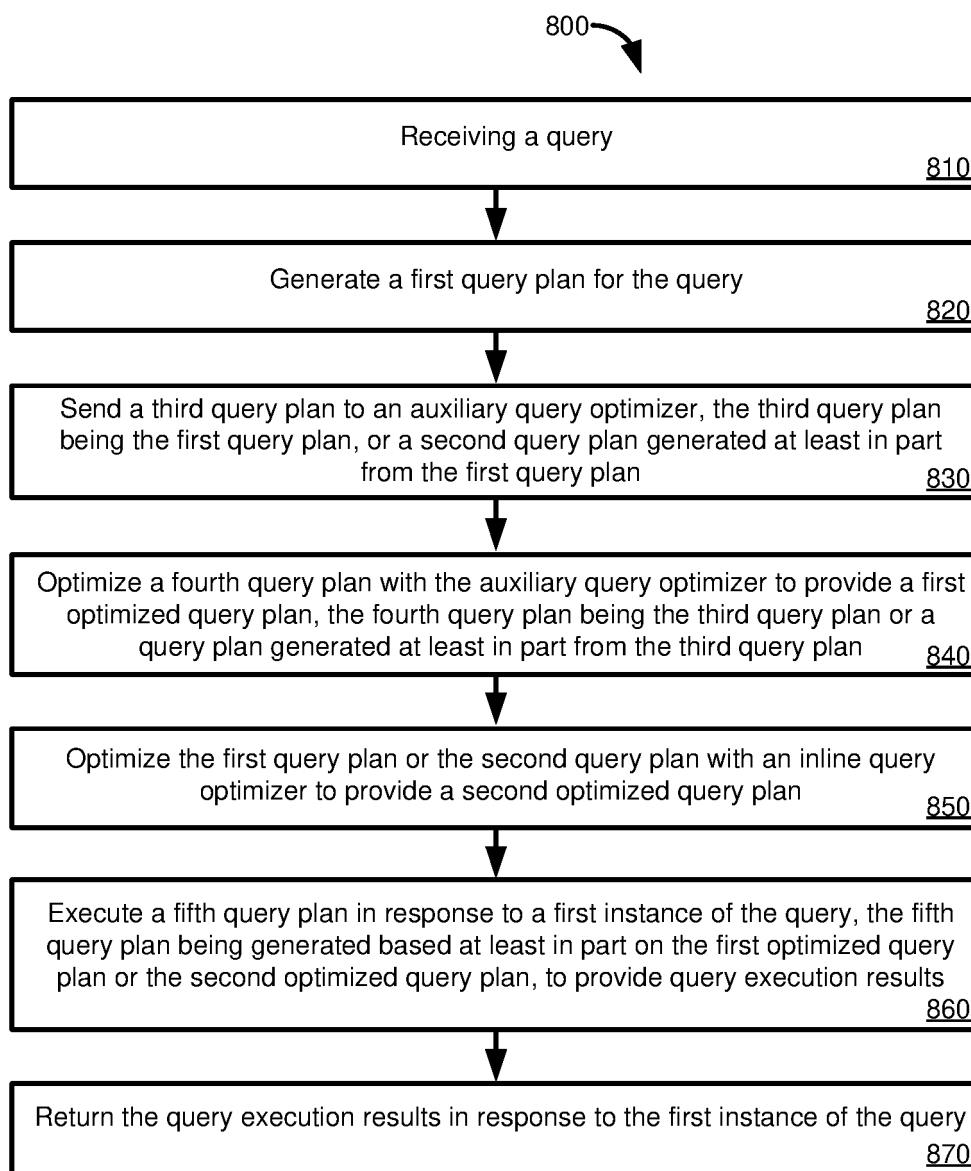 800
Receiving a query
810
Generate a first query plan for the query
820
Send a third query plan to an auxiliary query optimizer, the third query plan
being the first query plan, or a second query plan generated at least in part
from the first query plan
830
Optimize a fourth query plan with the auxiliary query optimizer to provide a first
optimized query plan, the fourth query plan being the third query plan or a
query plan generated at least in part from the third query plan
840
Optimize the first query plan or the second query plan with an inline query
optimizer to provide a second optimized query plan
850
Execute a fifth query plan in response to a first instance of the query, the fifth
query plan being generated based at least in part on the first optimized query
plan or the second optimized query plan, to provide query execution results
860
Return the query execution results in response to the first instance of the query
870